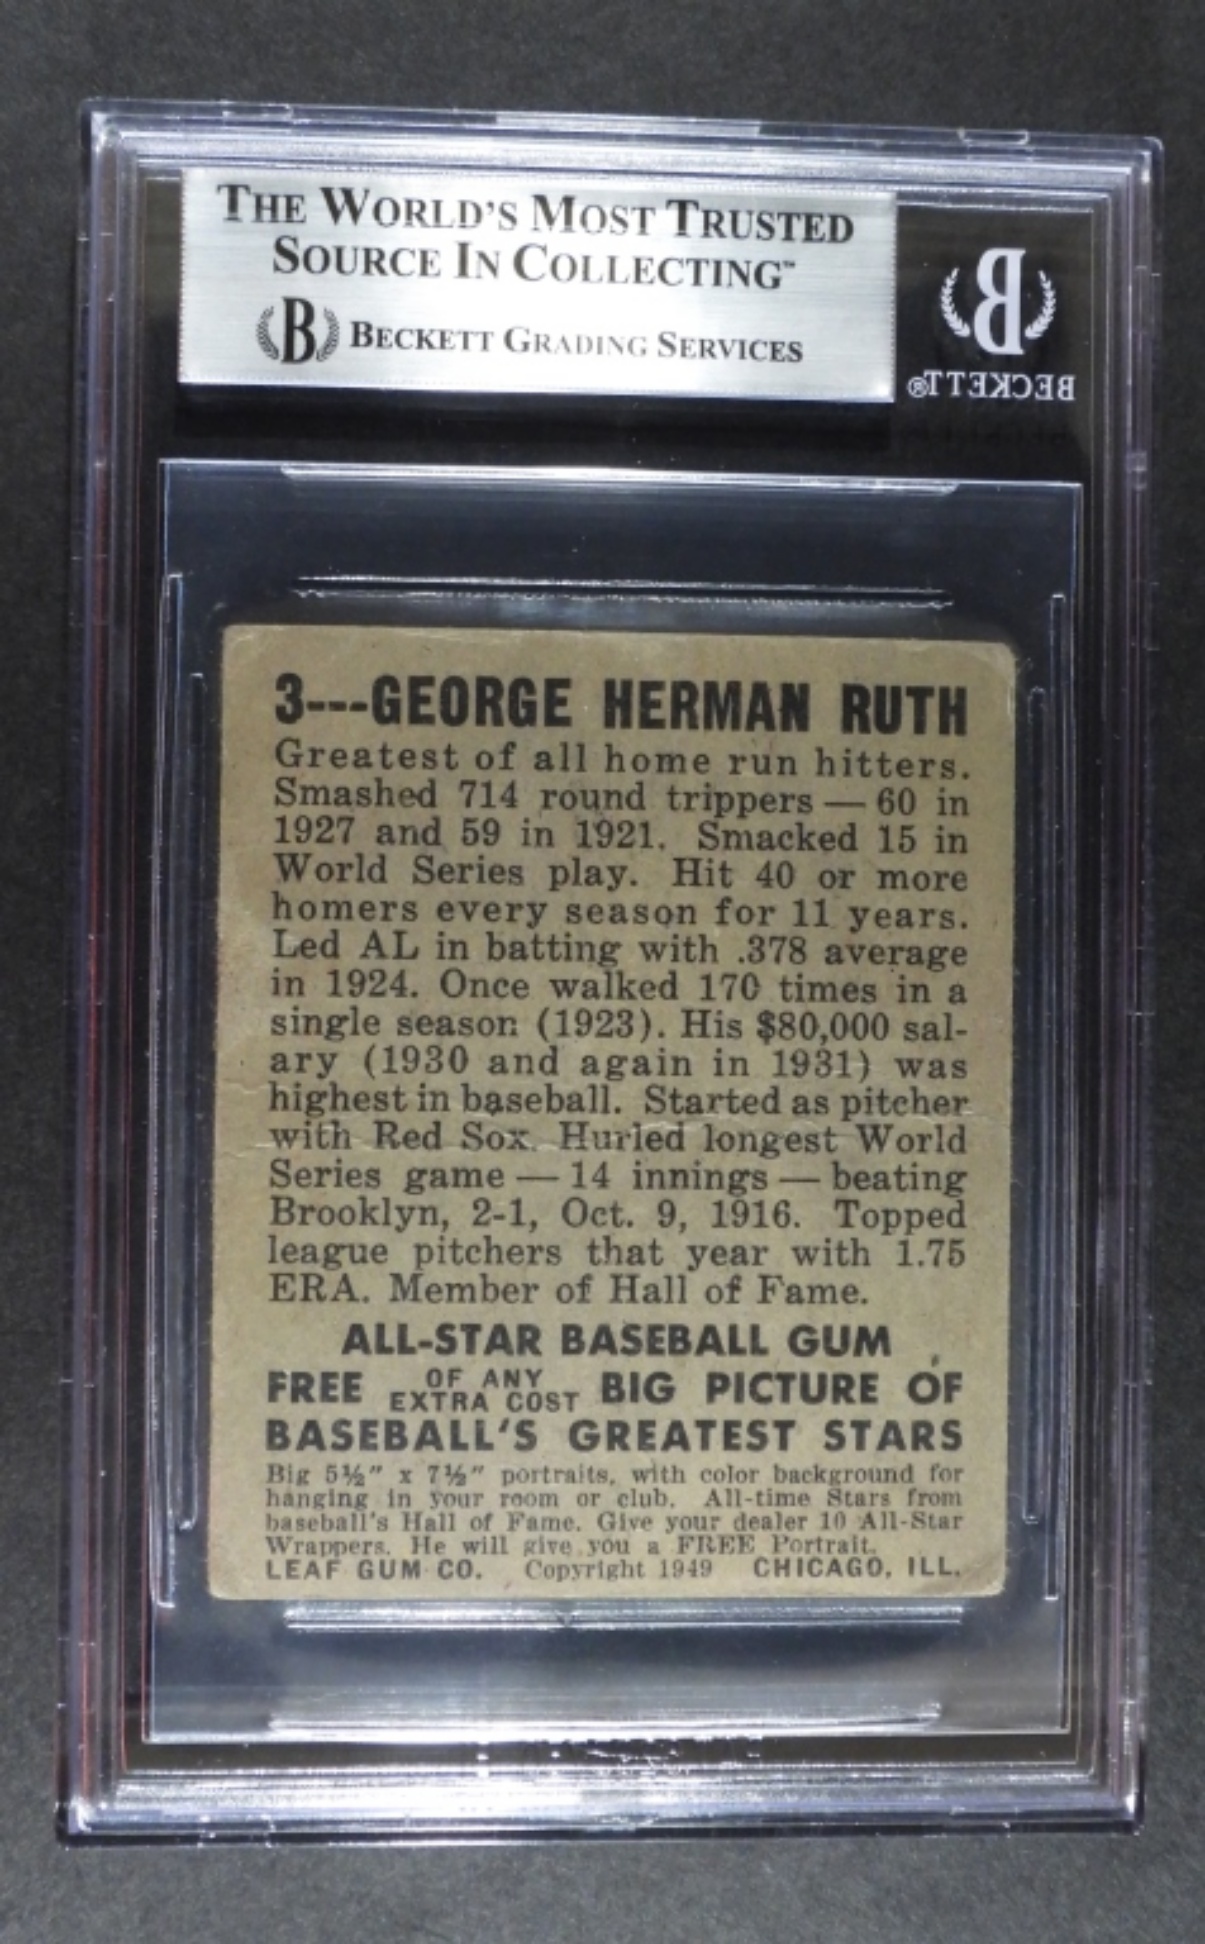 THE WORLD'S MOST TRUSTED
SOURCE IN COLLECTING™
B BECKETT GRADING SERVICES
B
BECKETT®
3---GEORGE HERMAN RUTH
Greatest of all home run hitters.
Smashed 714 round trippers — 60 in
1927 and 59 in 1921. Smacked 15 in
World Series play. Hit 40 or more
homers every season for 11 years.
Led AL in batting with .378 average
in 1924. Once walked 170 times in a
single season (1923). His $80,000 sal-
ary (1930 and again in 1931) was
highest in baseball. Started as pitcher
with Red Sox. Hurled longest World
Series game — 14 innings — beating
Brooklyn, 2-1, Oct. 9, 1916. Topped
league pitchers that year with 1.75
ERA. Member of Hall of Fame.
ALL-STAR BASEBALL GUM
FREE OF ANY EXTRA COST BIG PICTURE OF
BASEBALL'S GREATEST STARS
Big 5½" x 7½" portraits, with color background for
hanging in your room or club. All-time Stars from
baseball's Hall of Fame. Give your dealer 10 All-Star
Wrappers. He will give you a FREE Portrait.
LEAF GUM CO. Copyright 1949 CHICAGO, ILL.